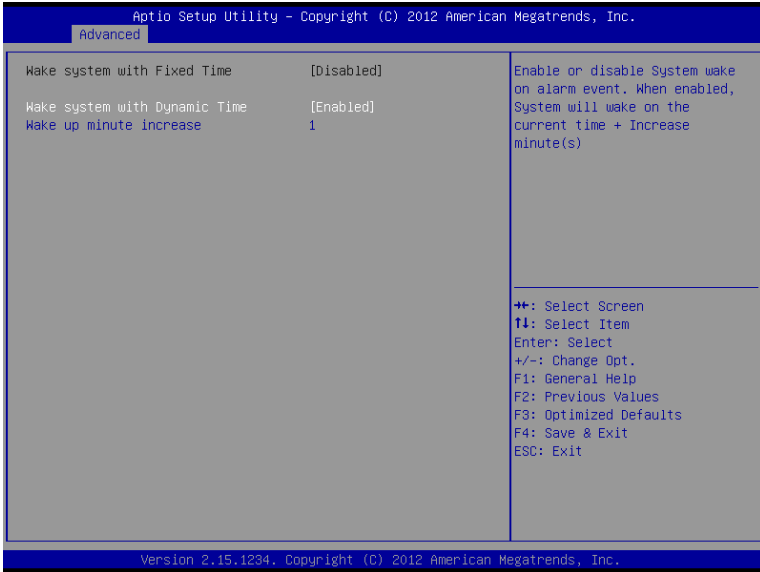 Aptio Setup Utility – Copyright (C) 2012 American Megatrends, Inc.
Advanced
Wake system with Fixed Time [Disabled]
Wake system with Dynamic Time [Enabled]
Wake up minute increase 1
Enable or disable System wake
on alarm event. When enabled,
System will wake on the
current time + Increase
minute(s)
→←: Select Screen
↑↓: Select Item
Enter: Select
+/-: Change Opt.
F1: General Help
F2: Previous Values
F3: Optimized Defaults
F4: Save & Exit
ESC: Exit
Version 2.15.1234. Copyright (C) 2012 American Megatrends, Inc.